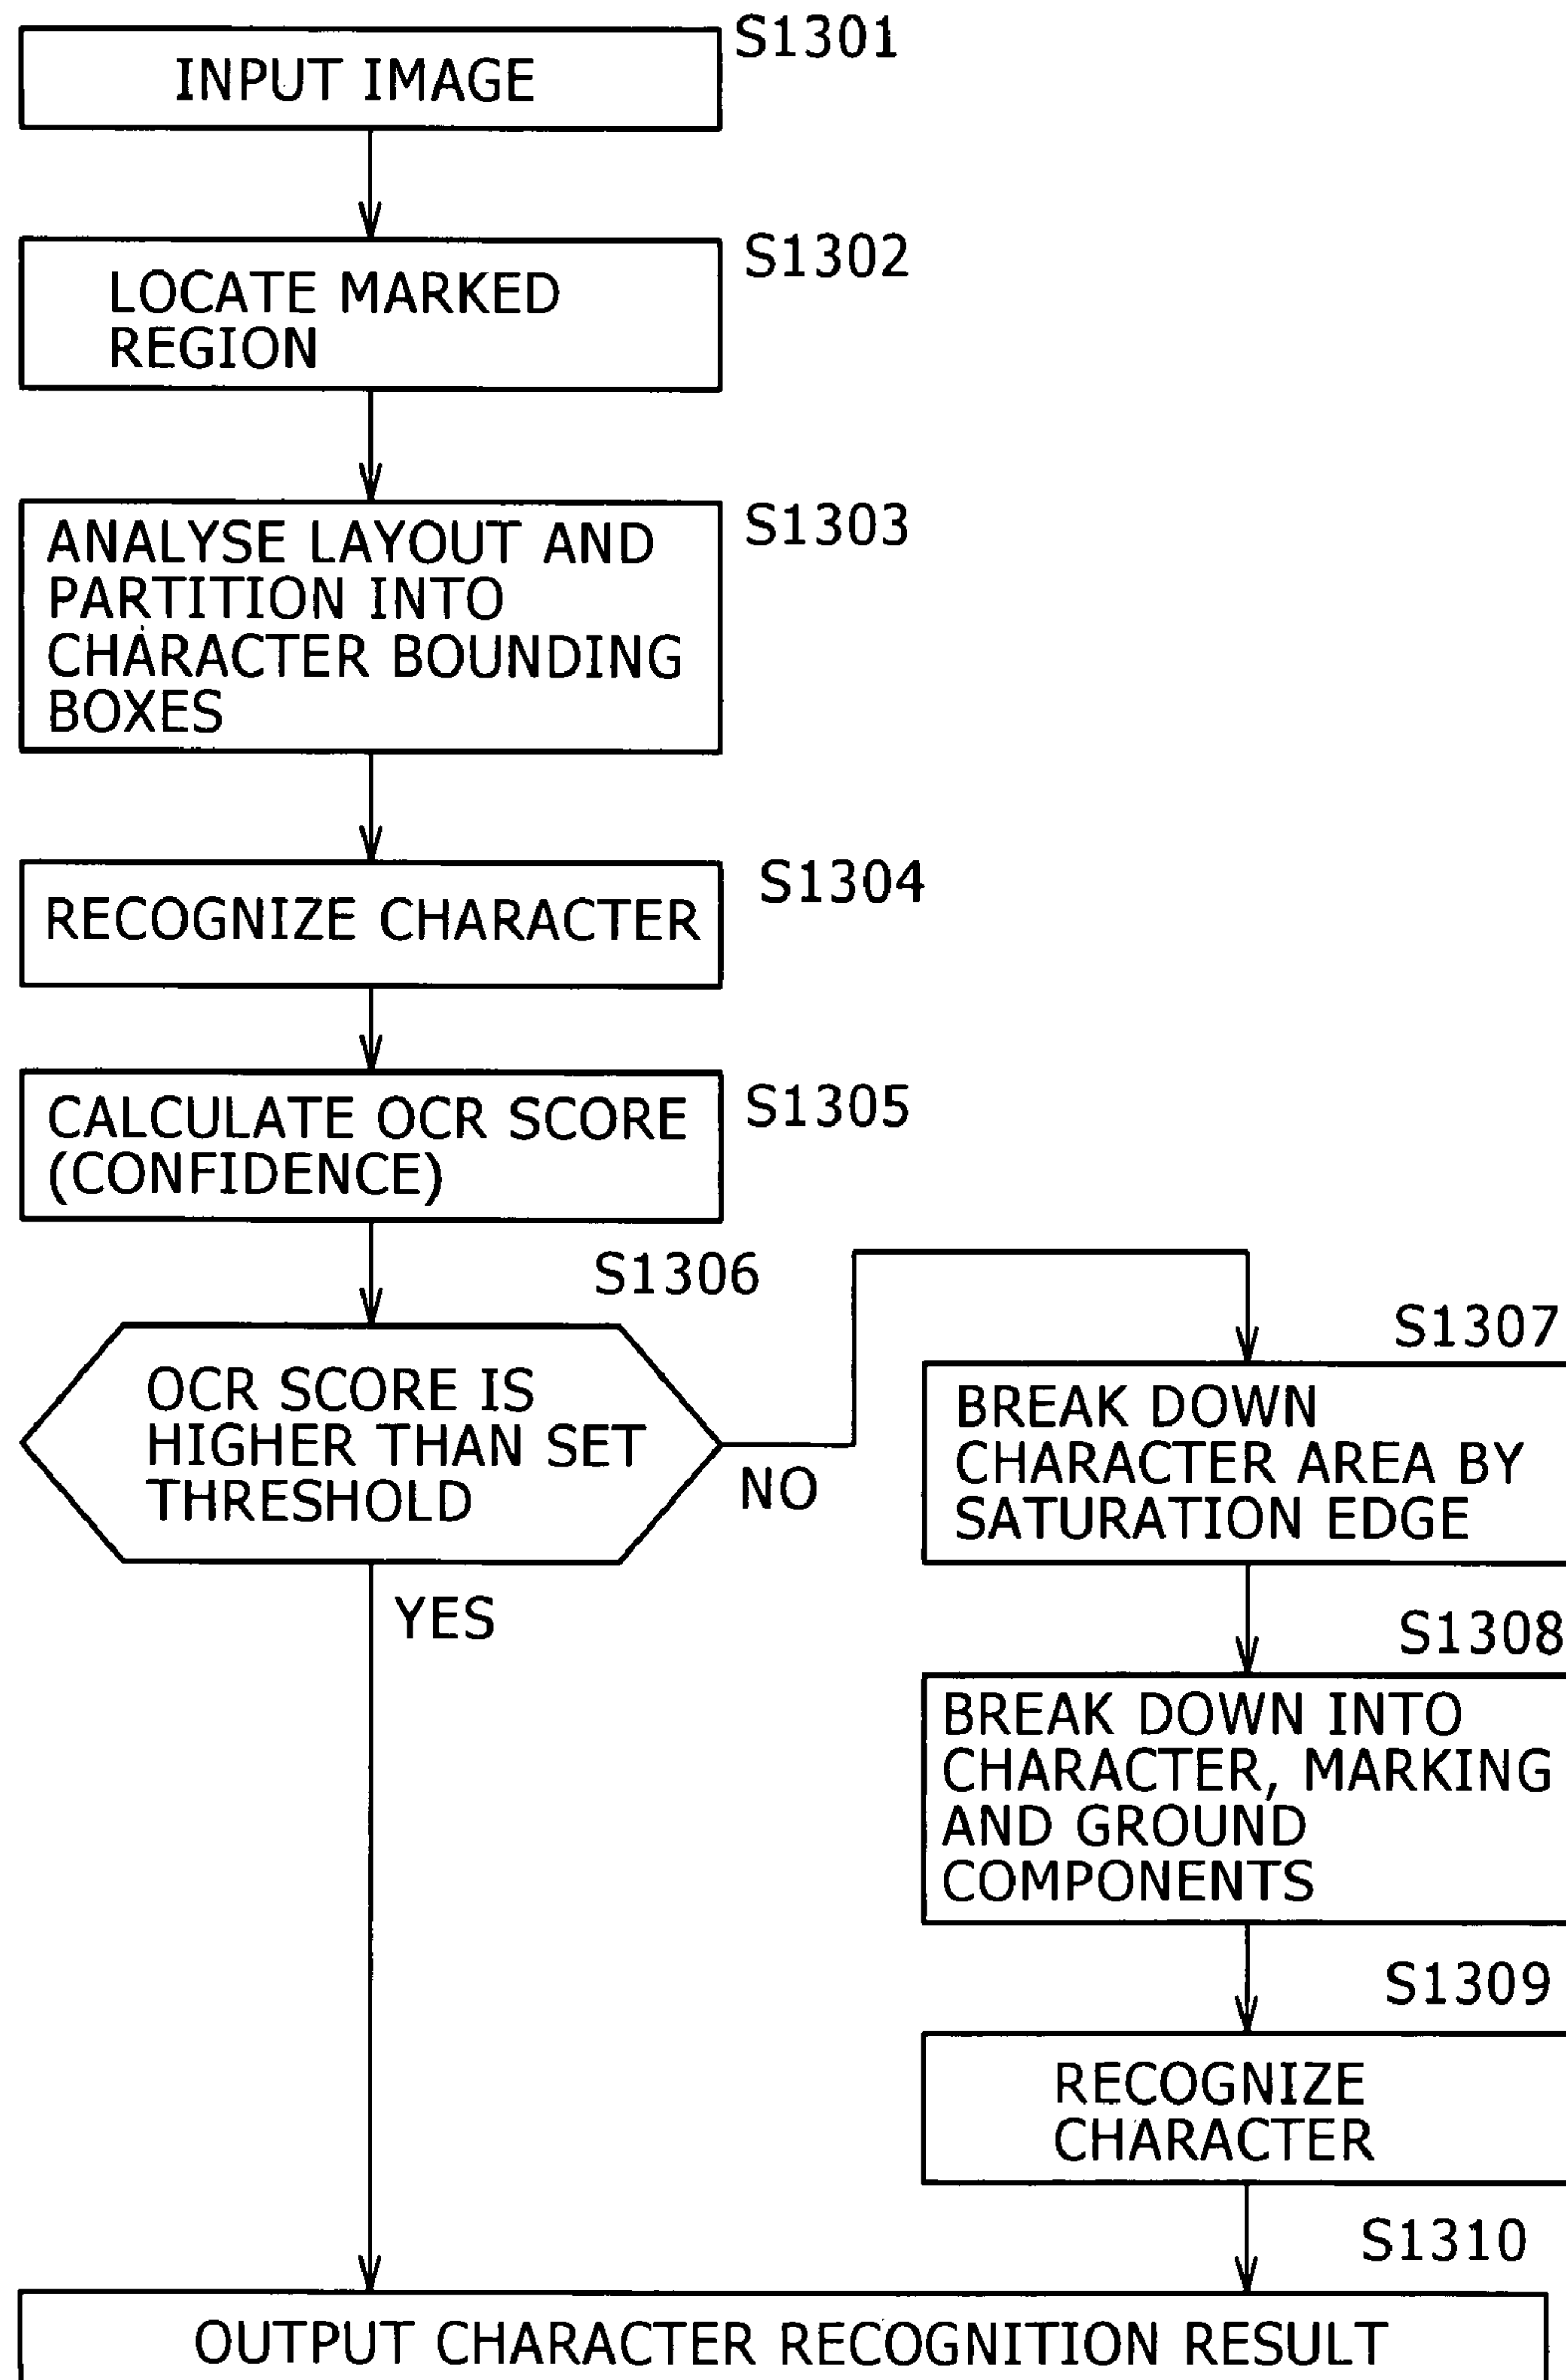 S1301
INPUT IMAGE
S1302
LOCATE MARKED
REGION
S1303
ANALYSE LAYOUT AND
PARTITION INTO
CHARACTER BOUNDING
BOXES
S1304
RECOGNIZE CHARACTER
S1305
CALCULATE OCR SCORE
(CONFIDENCE)
S1306
OCR SCORE IS
HIGHER THAN SET
THRESHOLD
NO
YES
S1307
BREAK DOWN
CHARACTER AREA BY
SATURATION EDGE
S1308
BREAK DOWN INTO
CHARACTER, MARKING
AND GROUND
COMPONENTS
S1309
RECOGNIZE
CHARACTER
S1310
OUTPUT CHARACTER RECOGNITION RESULT